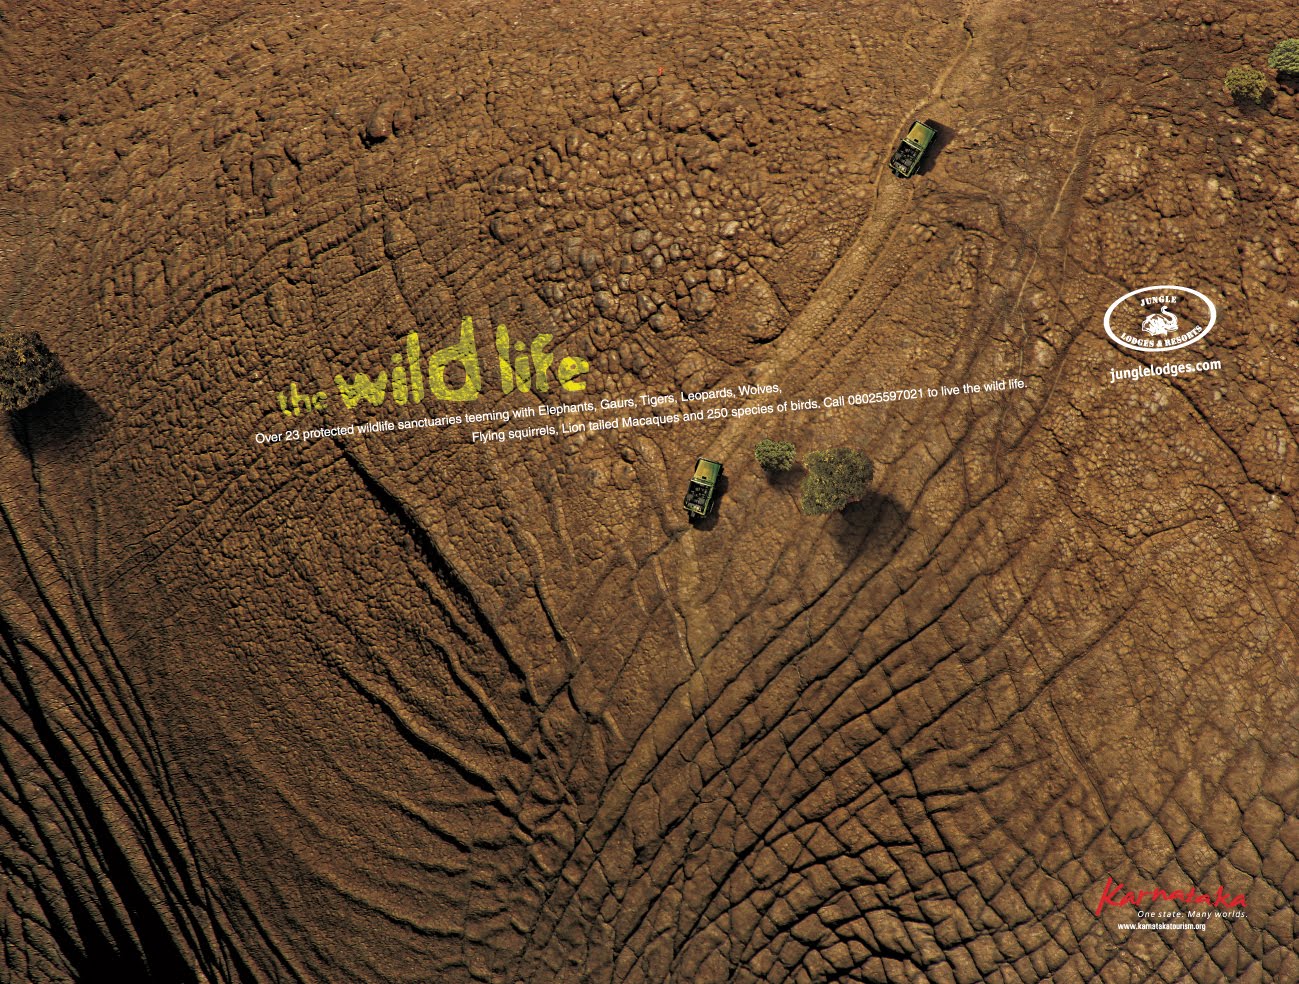 the wild life
Over 23 protected wildlife sanctuaries teeming with Elephants, Gaurs, Tigers, Leopards, Wolves,
Flying squirrels, Lion tailed Macaques and 250 species of birds. Call 08025597021 to live the wild life.
JUNGLE
LODGES & RESORTS
junglelodges.com
Karnataka
One state. Many worlds.
www.karnatakatourism.org